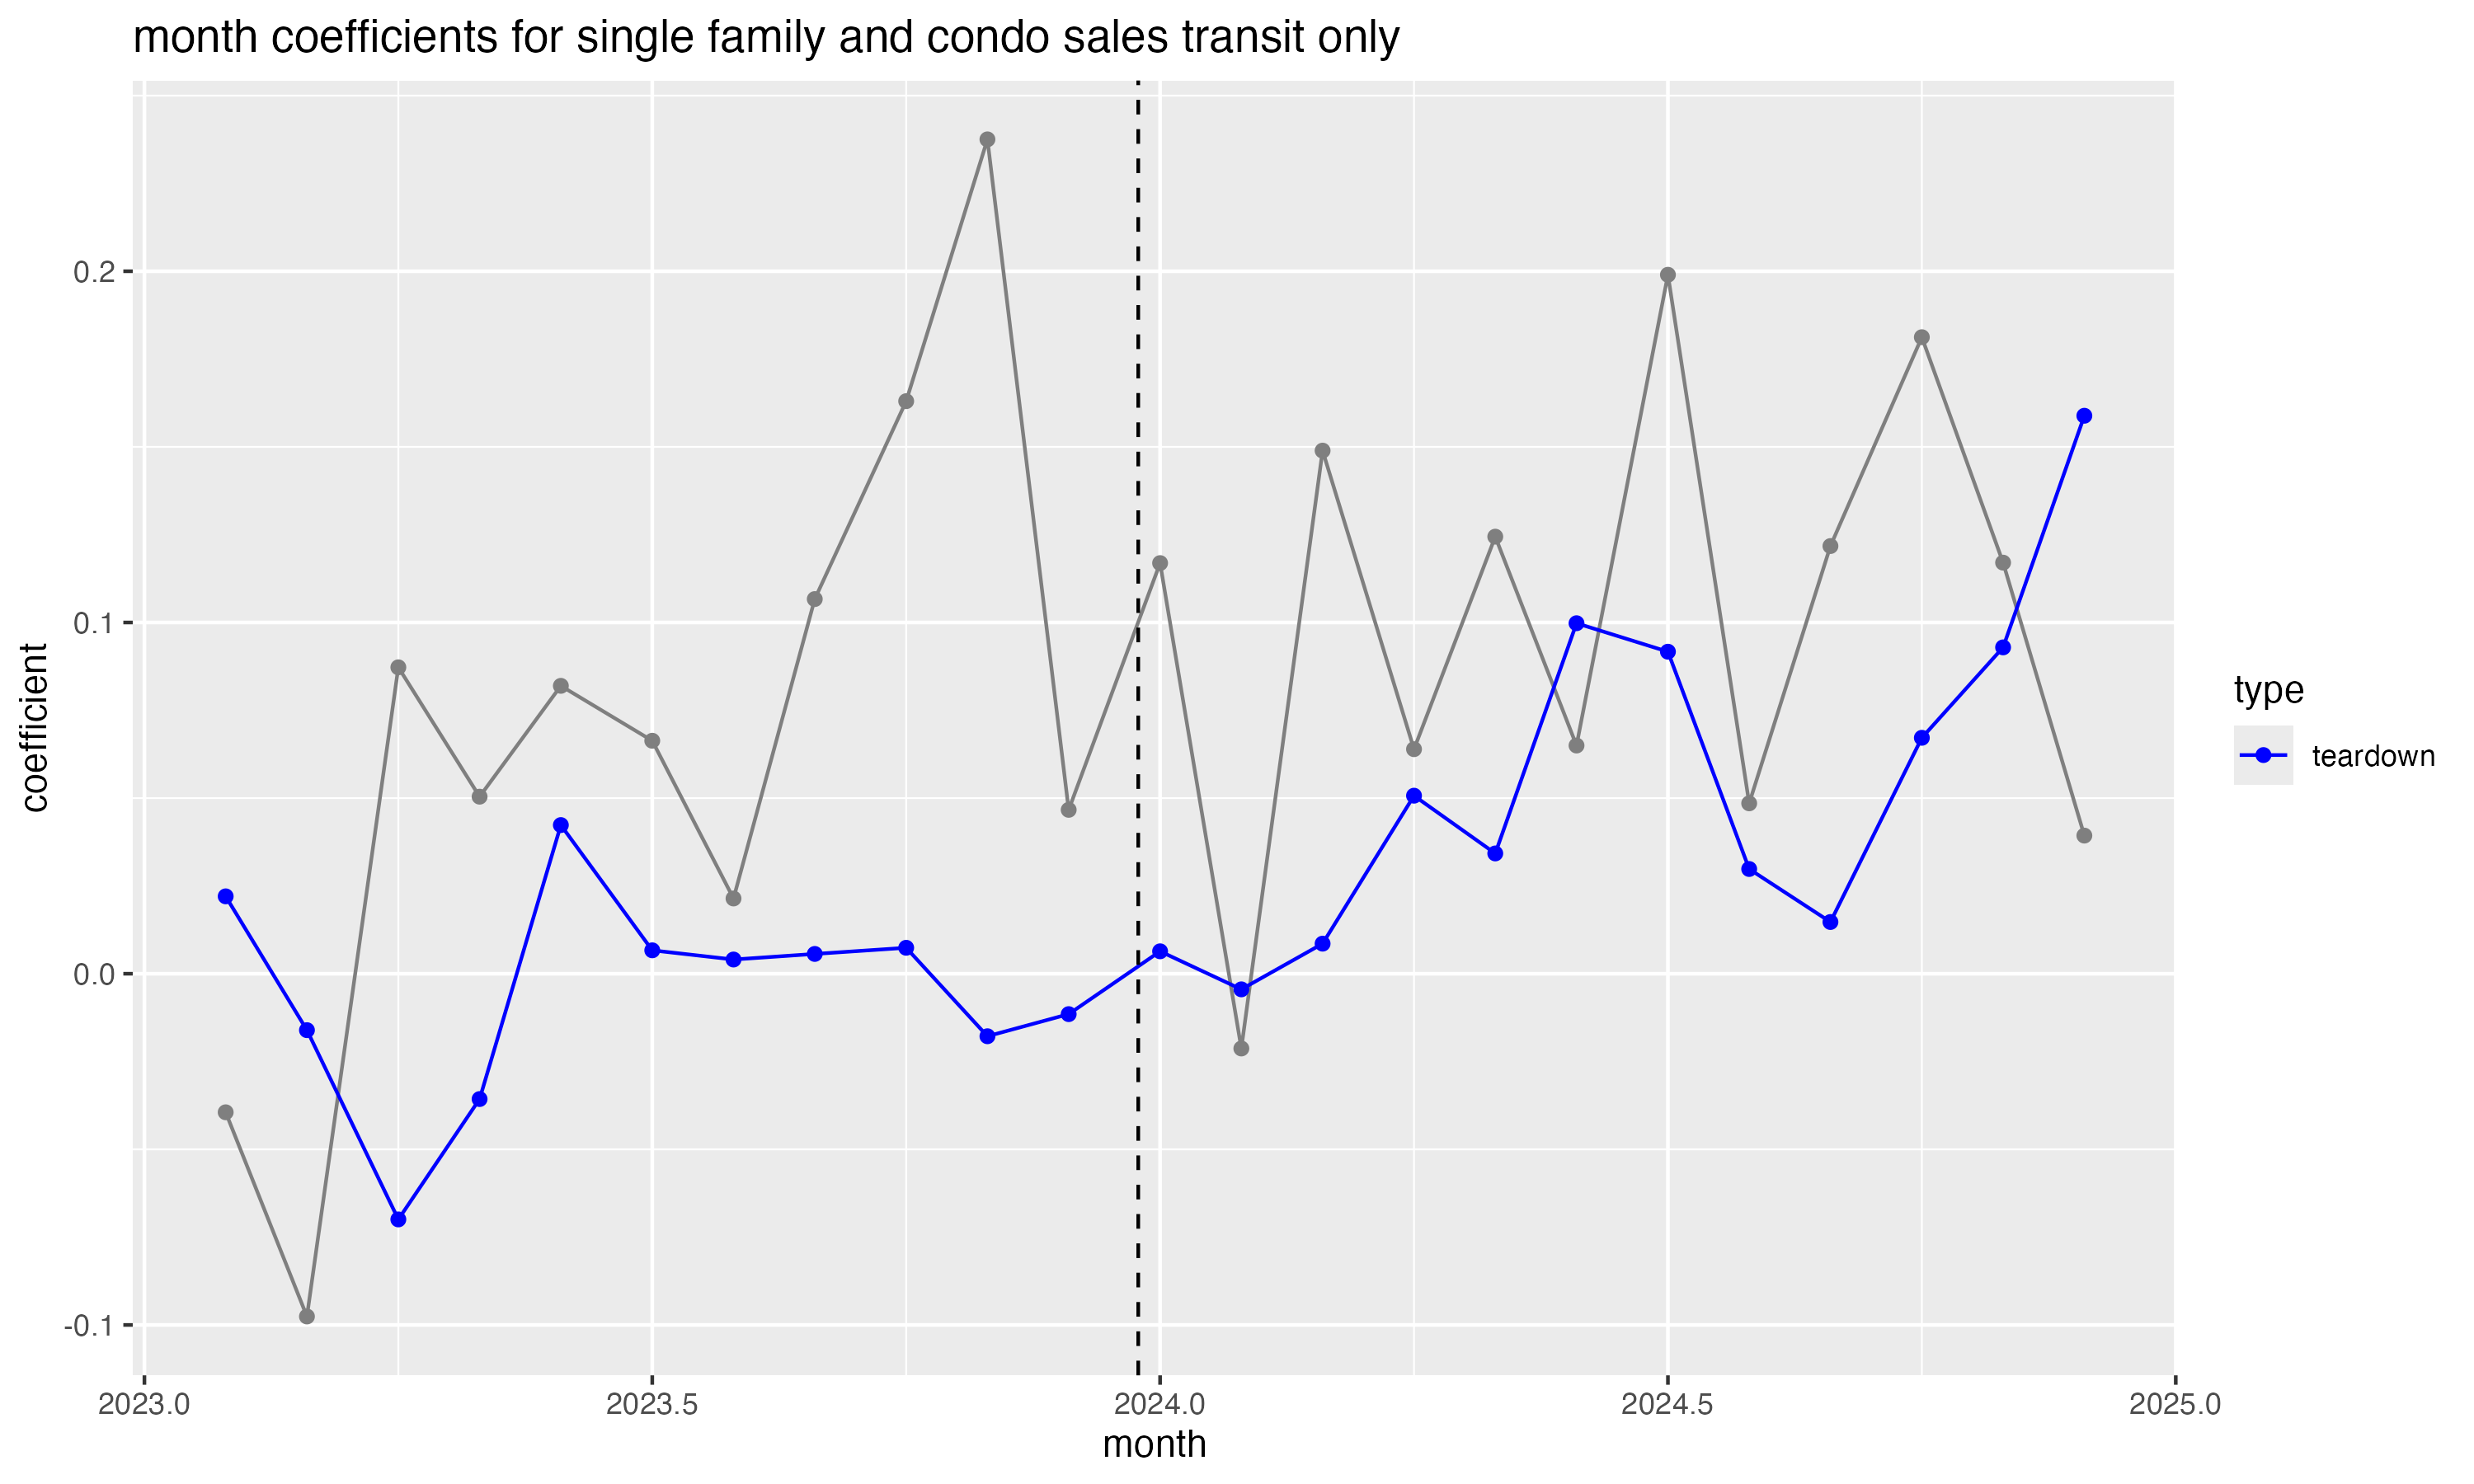 month coefficients for single family and condo sales transit only
coefficient
0.2
0.1
0.0
-0.1
2023.0 2023.5 2024.0 2024.5 2025.0
month
type
teardown